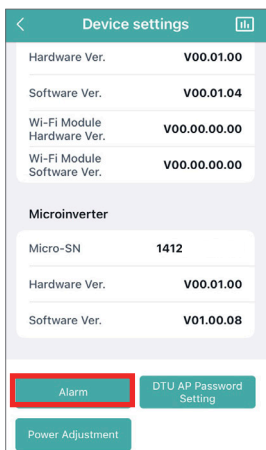 Device settings
Hardware Ver. V00.01.00
Software Ver. V00.01.04
Wi-Fi Module
Hardware Ver. V00.00.00.00
Wi-Fi Module
Software Ver. V00.00.00.00
Microinverter
Micro-SN 1412
Hardware Ver. V00.01.00
Software Ver. V01.00.08
Alarm
DTU AP Password
Setting
Power Adjustment